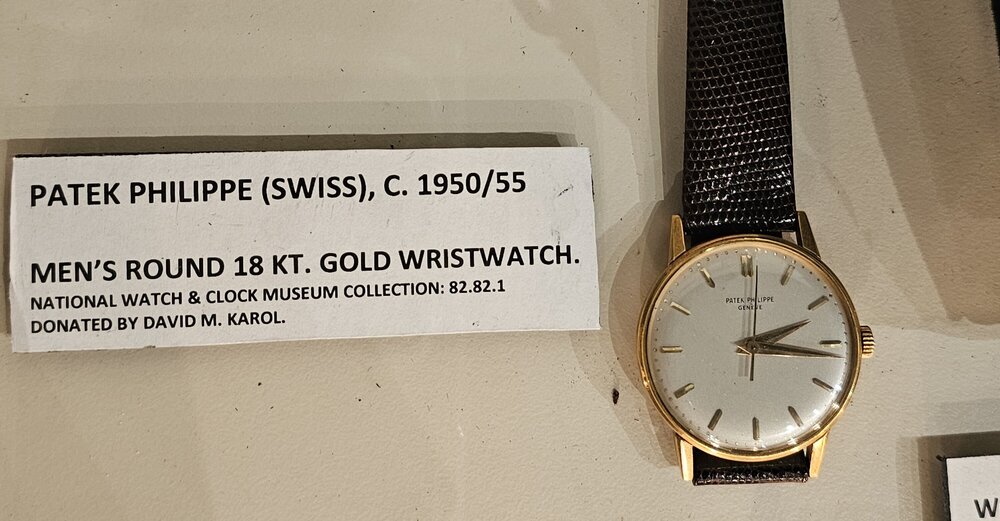 PATEK PHILIPPE (SWISS), C. 1950/55
MEN'S ROUND 18 KT. GOLD WRISTWATCH.
NATIONAL WATCH & CLOCK MUSEUM COLLECTION: 82.82.1
DONATED BY DAVID M. KAROL.
PATEK PHILIPPE
GENÈVE
W